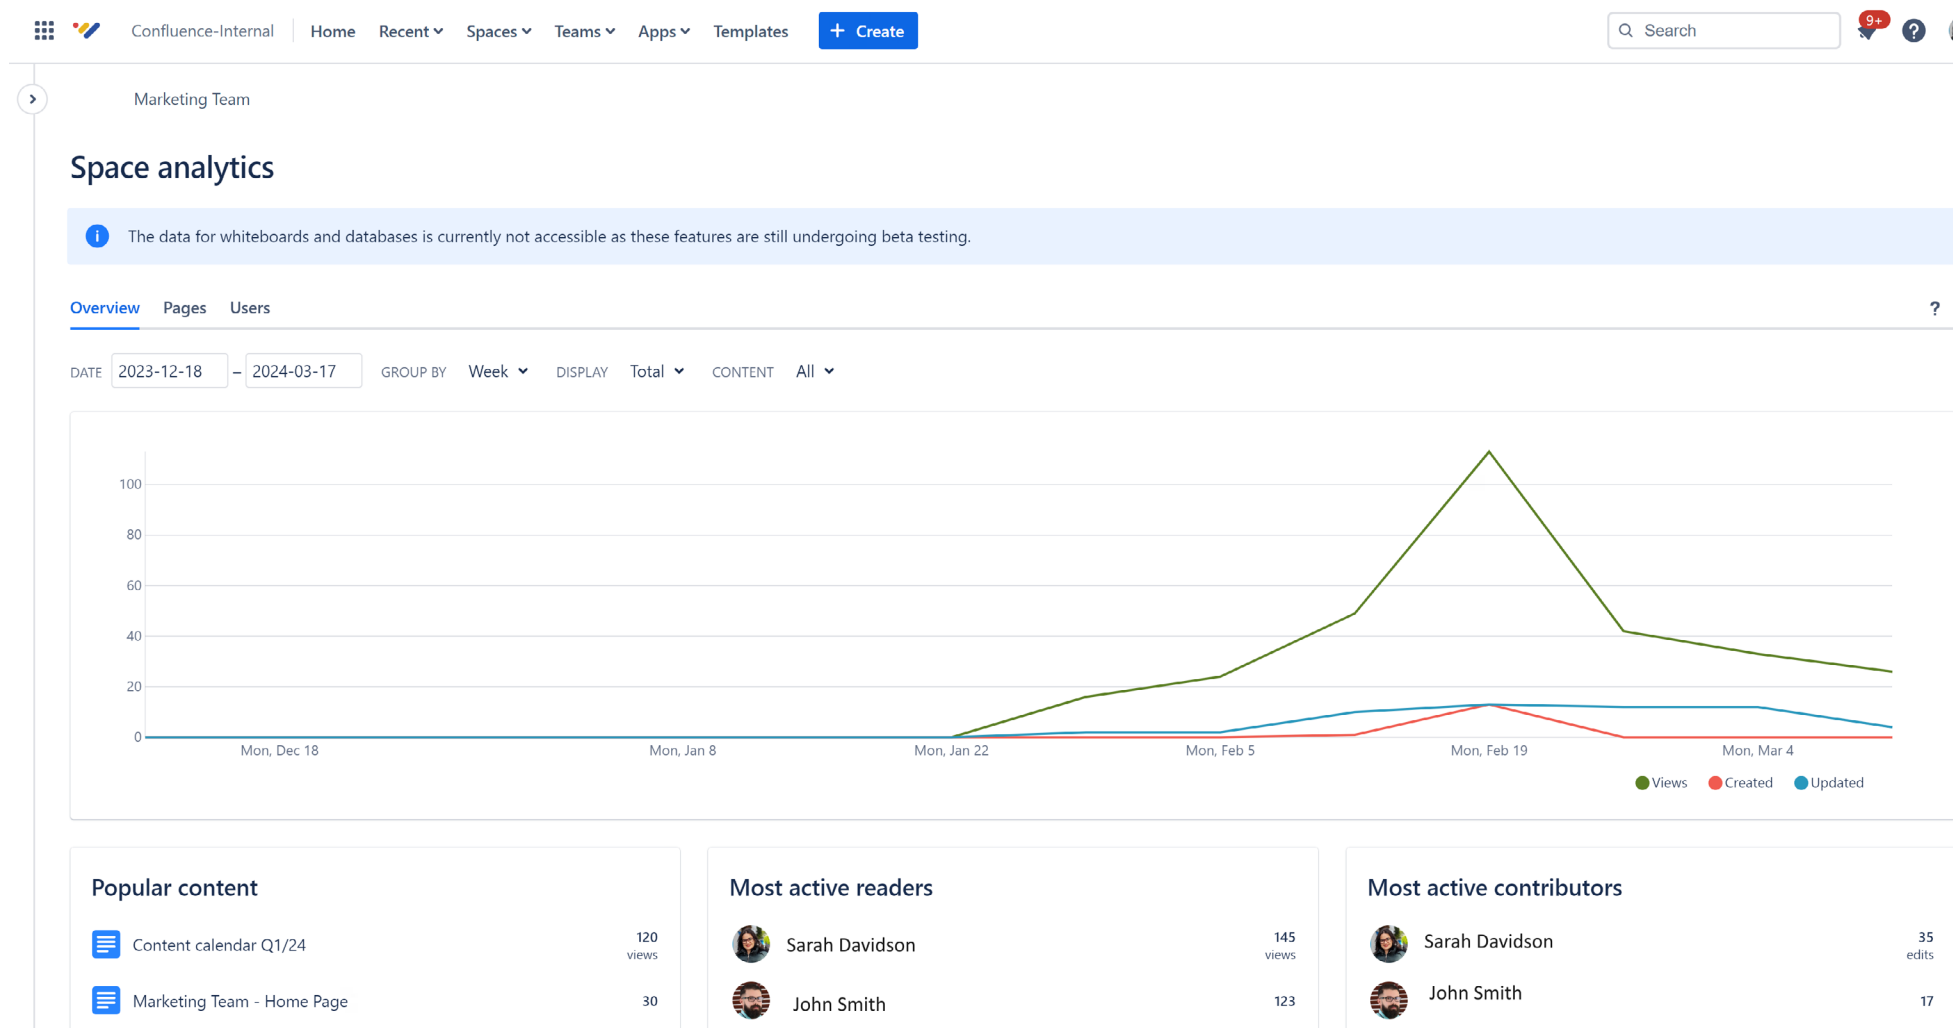 Confluence-Internal Home Recent Spaces Teams Apps Templates + Create Search 9+ ?
Marketing Team
Space analytics
i The data for whiteboards and databases is currently not accessible as these features are still undergoing beta testing.
Overview Pages Users ?
DATE 2023-12-18 – 2024-03-17 GROUP BY Week DISPLAY Total CONTENT All
100
80
60
40
20
0
Mon, Dec 18 Mon, Jan 8 Mon, Jan 22 Mon, Feb 5 Mon, Feb 19 Mon, Mar 4
Views Created Updated
Popular content
Content calendar Q1/24 120
views
Marketing Team - Home Page 30
Most active readers
Sarah Davidson 145
views
John Smith 123
Most active contributors
Sarah Davidson 35
edits
John Smith 17